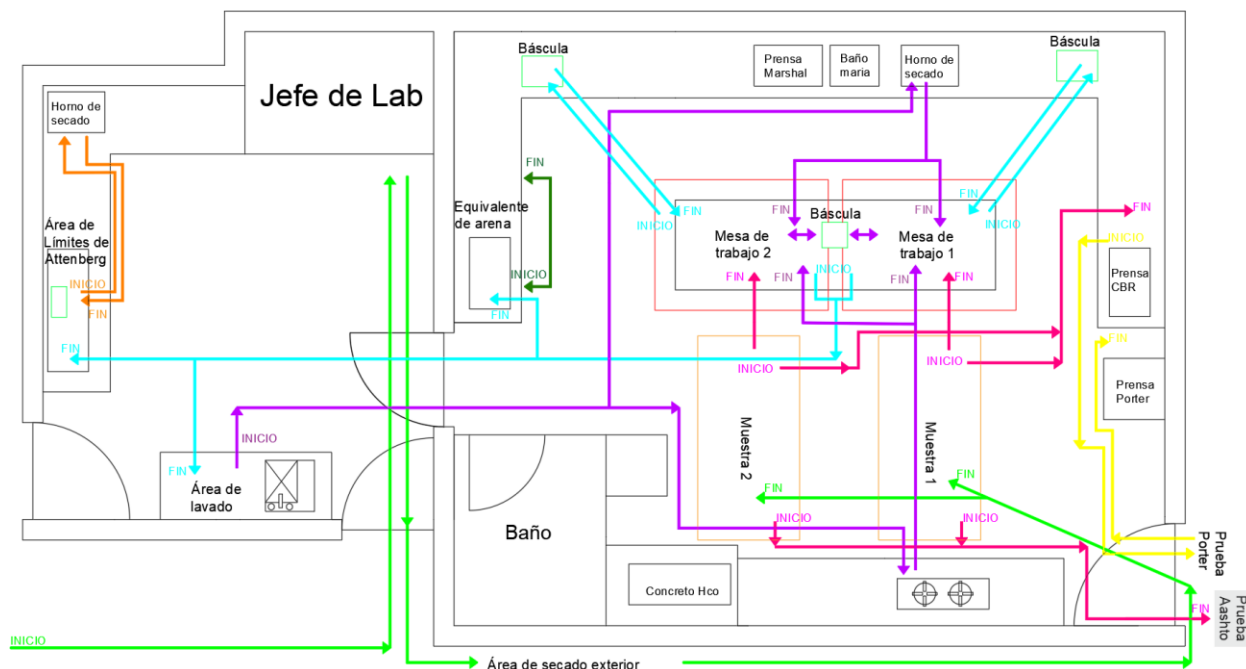 Báscula
Báscula
Prensa
Marshal
Baño
maria
Horno de
secado
Horno de
secado
Jefe de Lab
FIN
Equivalente
de arena
INICIO
FIN
Área de
Límites de
Attenberg
INICIO
FIN
FIN
FIN
INICIO
FIN
Báscula
FIN
FIN
INICIO
Mesa de
trabajo 2
Mesa de
trabajo 1
FIN
FIN
INICIO
FIN
FIN
FIN
INICIO
Prensa
CBR
FIN
Prensa
Porter
INICIO
INICIO
Muestra 2
Muestra 1
INICIO
FIN
Área de
lavado
FIN
FIN
INICIO
INICIO
Baño
Concreto Hco
Prueba
Porter
FIN
Prueba
Aashto
INICIO
Área de secado exterior